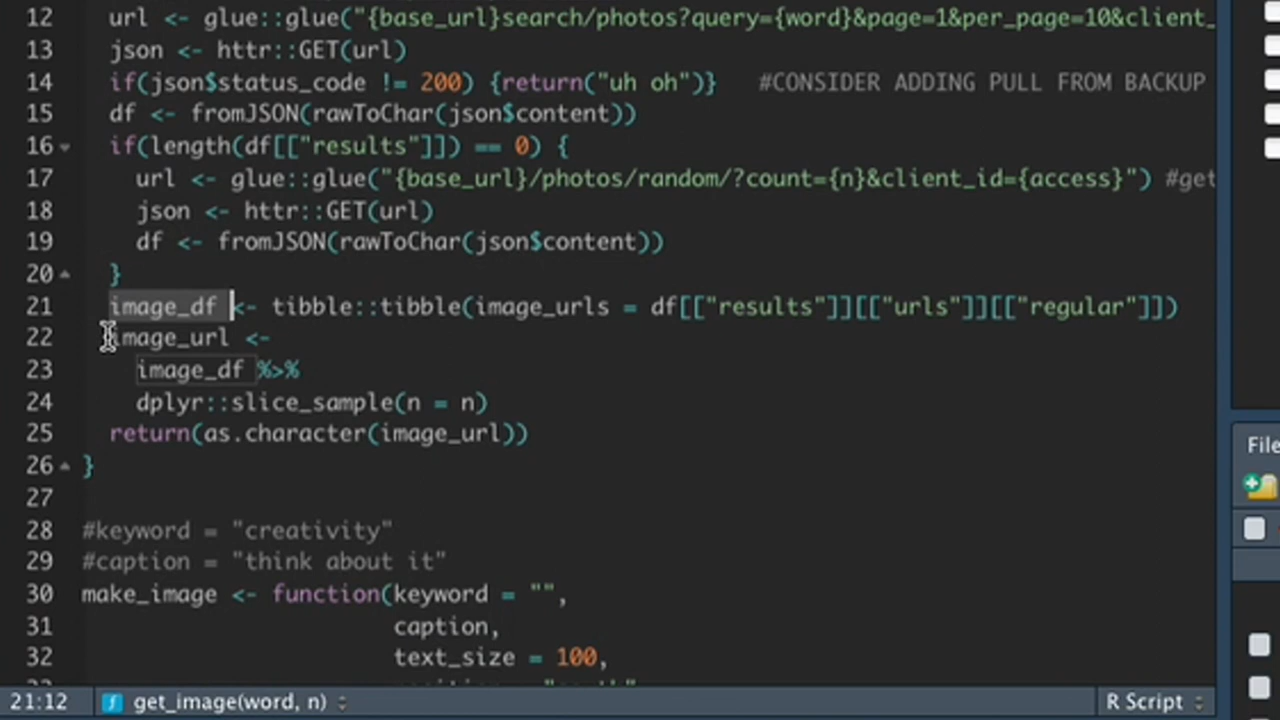 12 url <- glue::glue("{base_url}search/photos?query={word}&page=1&per_page=10&client_
13 json <- httr::GET(url)
14 if(json$status_code != 200) {return("uh oh")} #CONSIDER ADDING PULL FROM BACKUP
15 df <- fromJSON(rawToChar(json$content))
16 if(length(df[["results"]]) == 0) {
17 url <- glue::glue("{base_url}/photos/random/?count={n}&client_id={access}") #get
18 json <- httr::GET(url)
19 df <- fromJSON(rawToChar(json$content))
20 }
21 image_df <- tibble::tibble(image_urls = df[["results"]][["urls"]][["regular"]])
22 image_url <-
23 image_df %>%
24 dplyr::slice_sample(n = n)
25 return(as.character(image_url))
26 }
27
28 #keyword = "creativity"
29 #caption = "think about it"
30 make_image <- function(keyword = "",
31 caption,
32 text_size = 100,
21:12 get_image(word, n) R Script
File